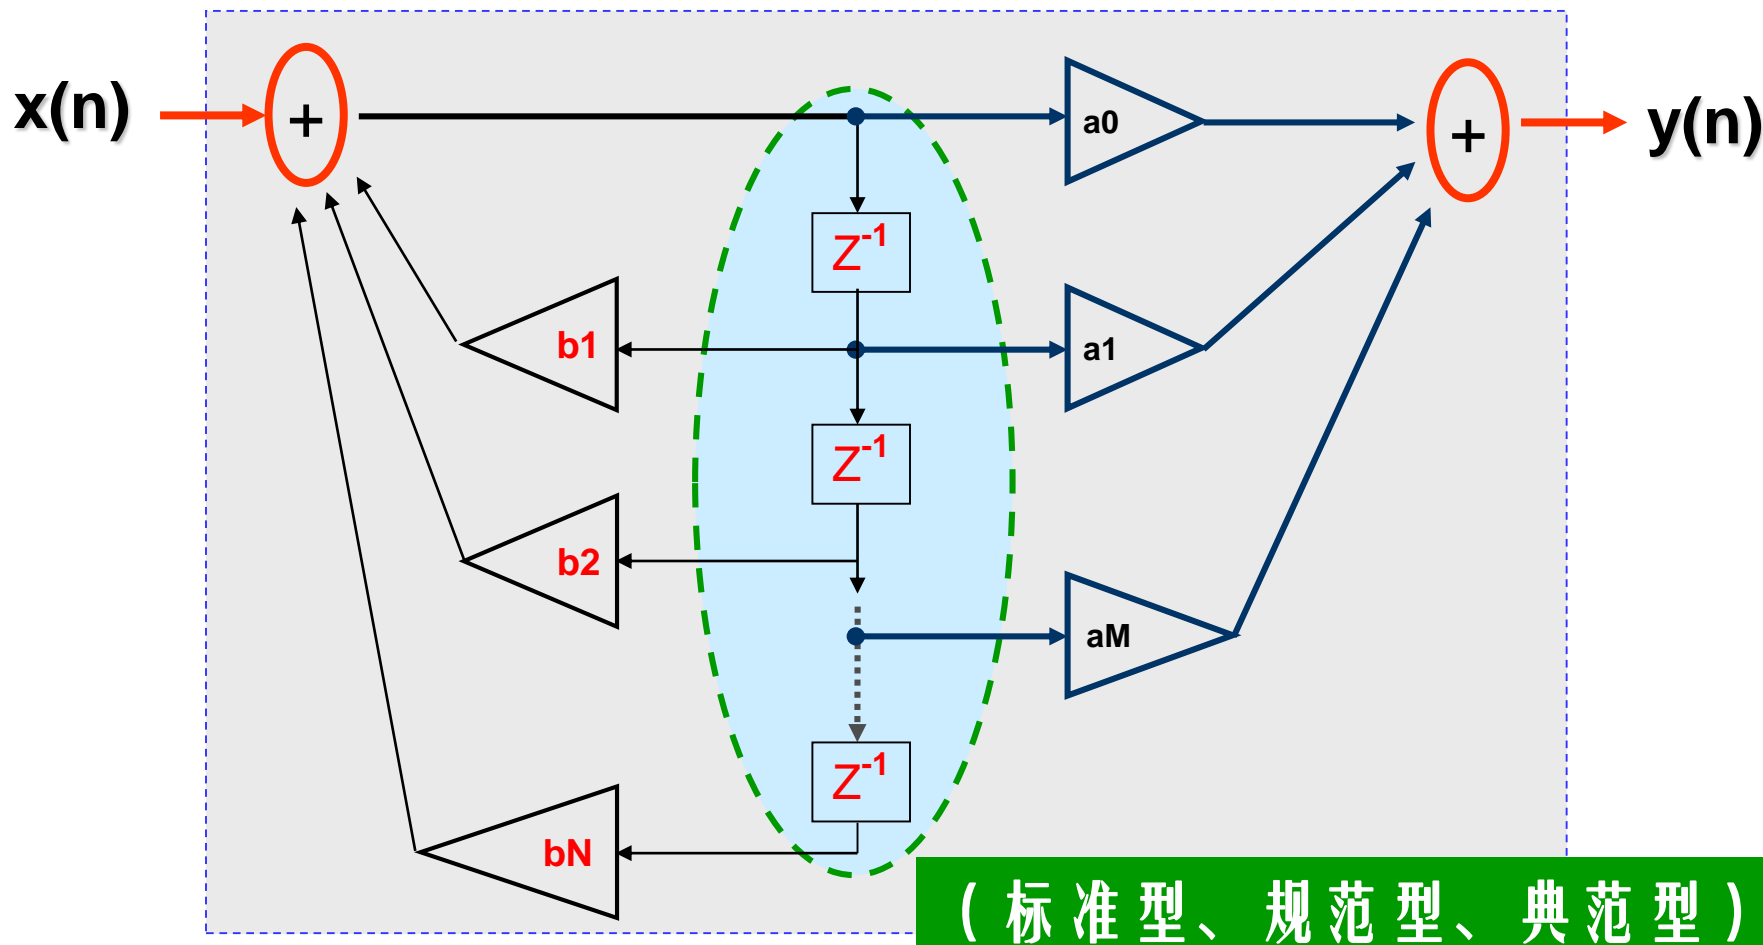 x(n)
+
a0
+
y(n)
Z-1
b1
a1
Z-1
b2
aM
Z-1
bN
（标准型、规范型、典范型）